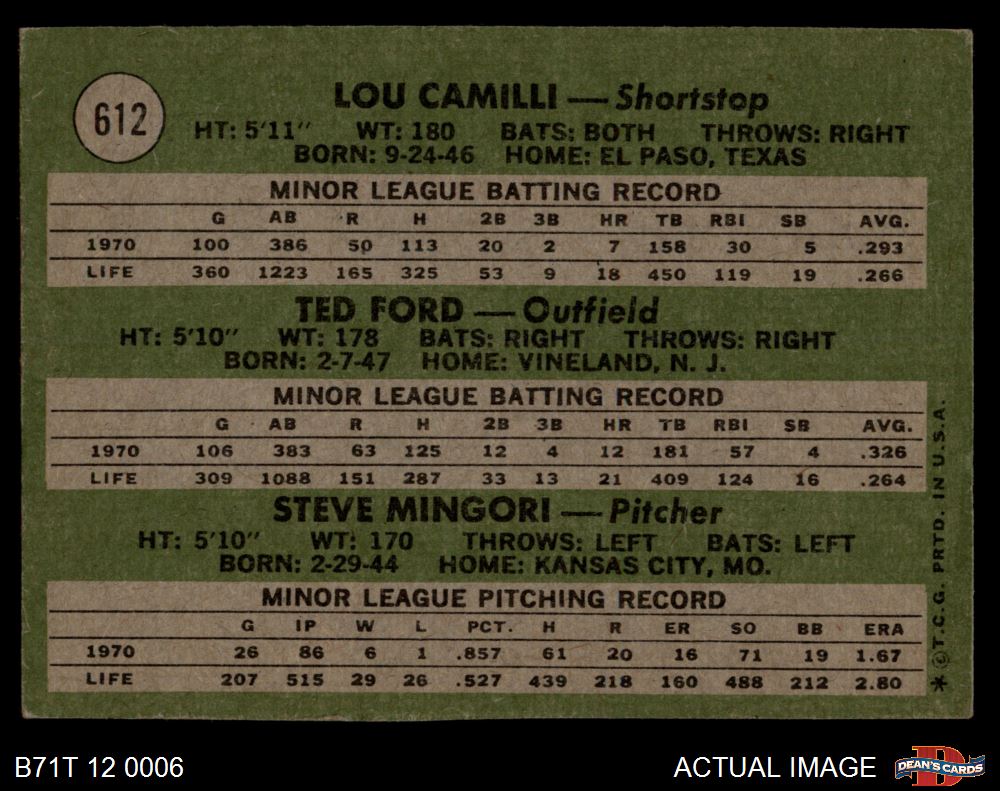 612
LOU CAMILLI — Shortstop
HT: 5'11" WT: 180 BATS: BOTH THROWS: RIGHT
BORN: 9-24-46 HOME: EL PASO, TEXAS
MINOR LEAGUE BATTING RECORD
G AB R H 2B 3B HR TB RBI SB AVG.
1970 100 386 50 113 20 2 7 158 30 5 .293
LIFE 360 1223 165 325 53 9 18 450 119 19 .266
TED FORD — Outfield
HT: 5'10" WT: 178 BATS: RIGHT THROWS: RIGHT
BORN: 2-7-47 HOME: VINELAND, N. J.
MINOR LEAGUE BATTING RECORD
G AB R H 2B 3B HR TB RBI SB AVG.
1970 106 383 63 125 12 4 12 181 57 4 .326
LIFE 309 1088 151 287 33 13 21 409 124 16 .264
STEVE MINGORI — Pitcher
HT: 5'10" WT: 170 THROWS: LEFT BATS: LEFT
BORN: 2-29-44 HOME: KANSAS CITY, MO.
MINOR LEAGUE PITCHING RECORD
G IP W L PCT. H R ER SO BB ERA
1970 26 86 6 1 .857 61 20 16 71 19 1.67
LIFE 207 515 29 26 .527 439 218 160 488 212 2.80
* © T.C.G. PRTD. IN U.S.A.
B71T 12 0006
ACTUAL IMAGE
D
DEAN'S CARDS